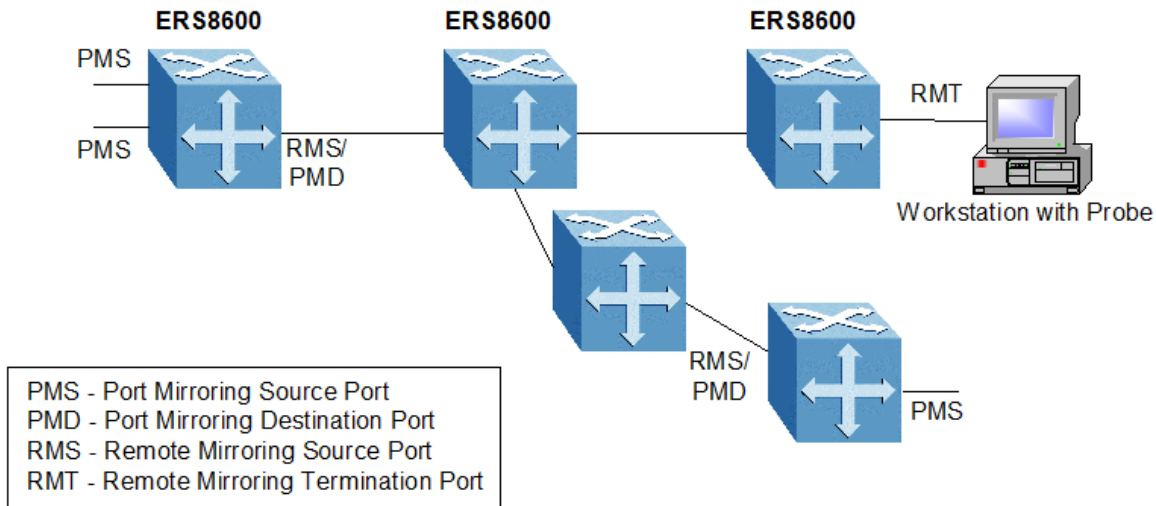 ERS8600
ERS8600
ERS8600
PMS
PMS
RMS/
PMD
RMT
Workstation with Probe
RMS/
PMD
PMS
PMS - Port Mirroring Source Port
PMD - Port Mirroring Destination Port
RMS - Remote Mirroring Source Port
RMT - Remote Mirroring Termination Port